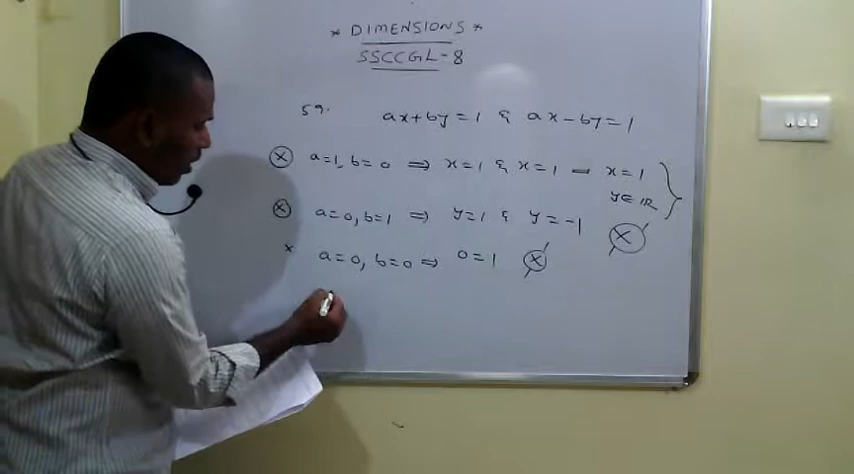 * DIMENSIONS *
SSCCGL-8
59. ax+by=1 & ax-by=1
a=1, b=0 ⇒ x=1 & x=1 — x=1
y∈ℝ
a=0, b=1 ⇒ y=1 & y=-1
* a=0, b=0 ⇒ 0=1